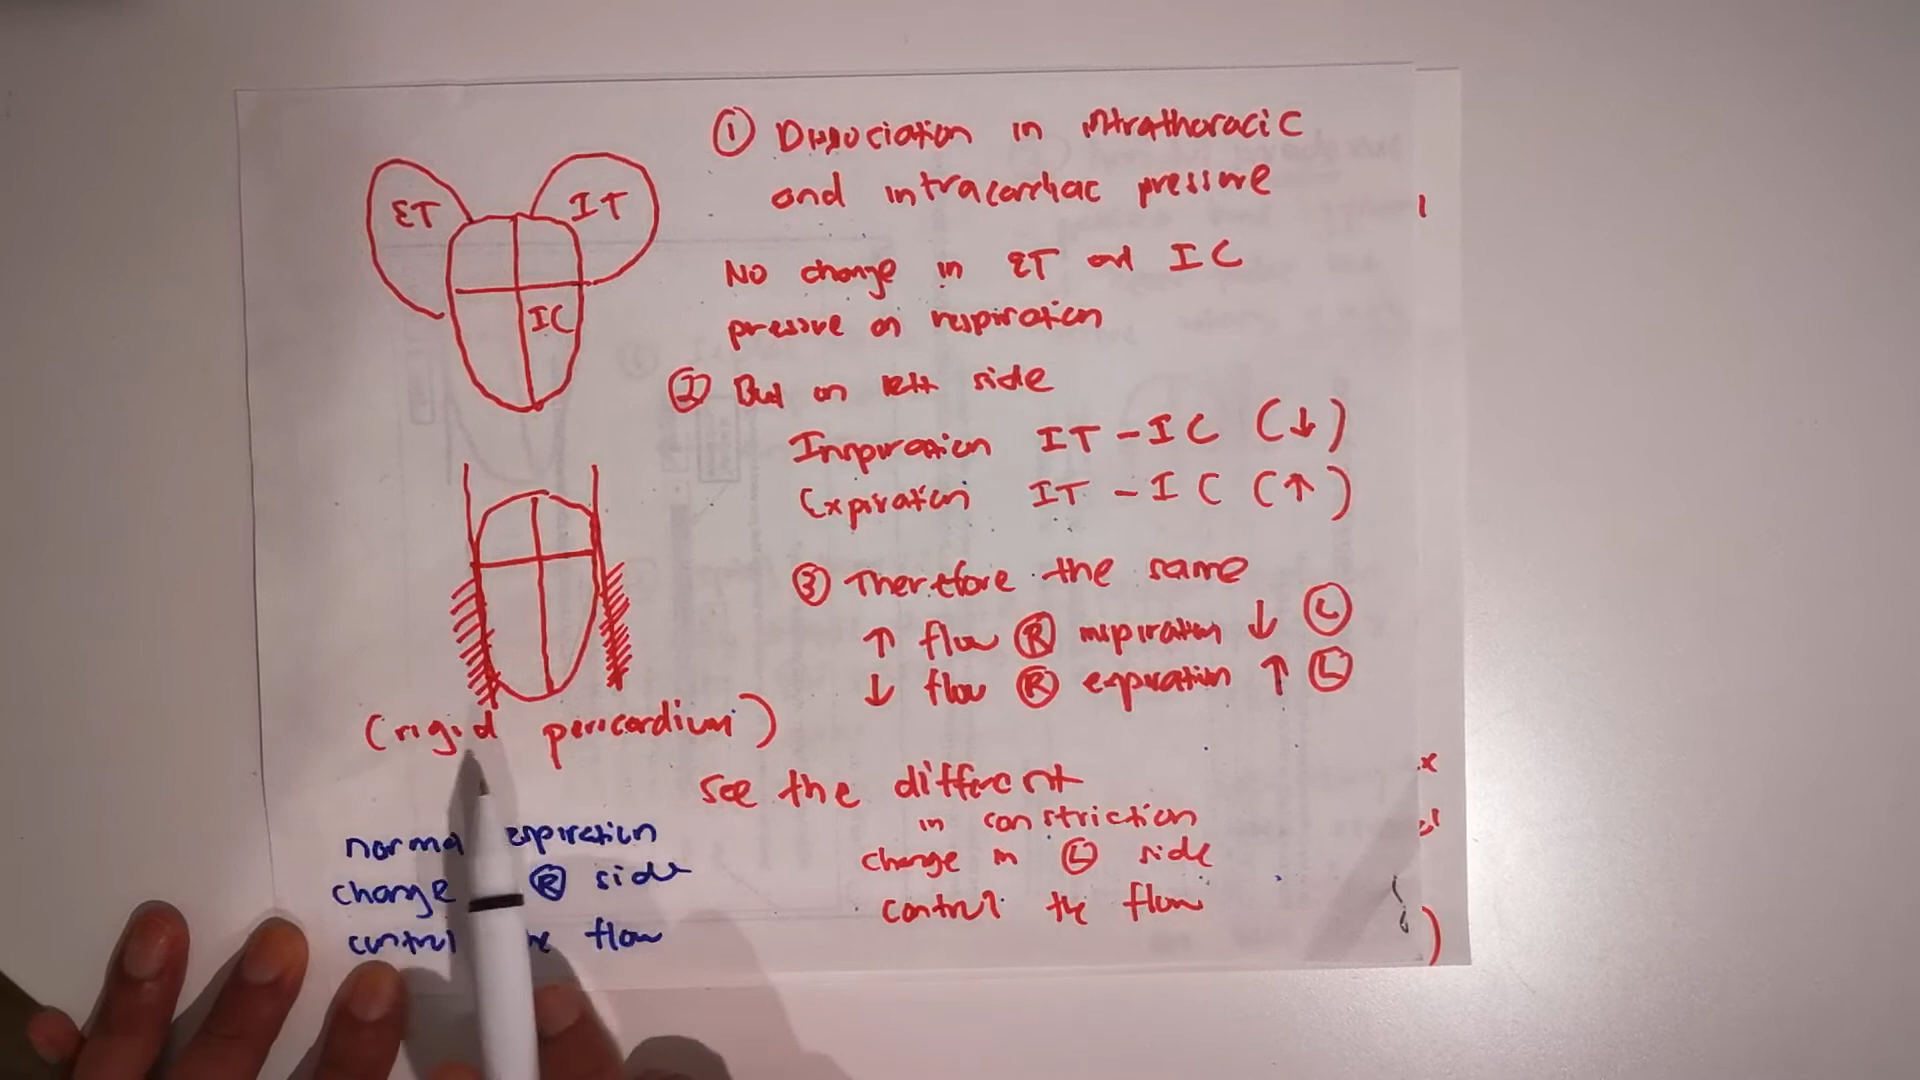 ET
IT
IC
① Dissociation in intrathoracic
and intracardiac pressure
No change in ET and IC
pressure on respiration
② But on left side
Inspiration IT - IC (↓)
Expiration IT - IC (↑)
③ Therefore the same
↑ flow Ⓡ inspiration ↓ Ⓛ
↓ flow Ⓡ expiration ↑ Ⓛ
(rigid pericardium)
see the different
in constriction
change in Ⓛ side
control the flow
normal
change Ⓡ side
flow